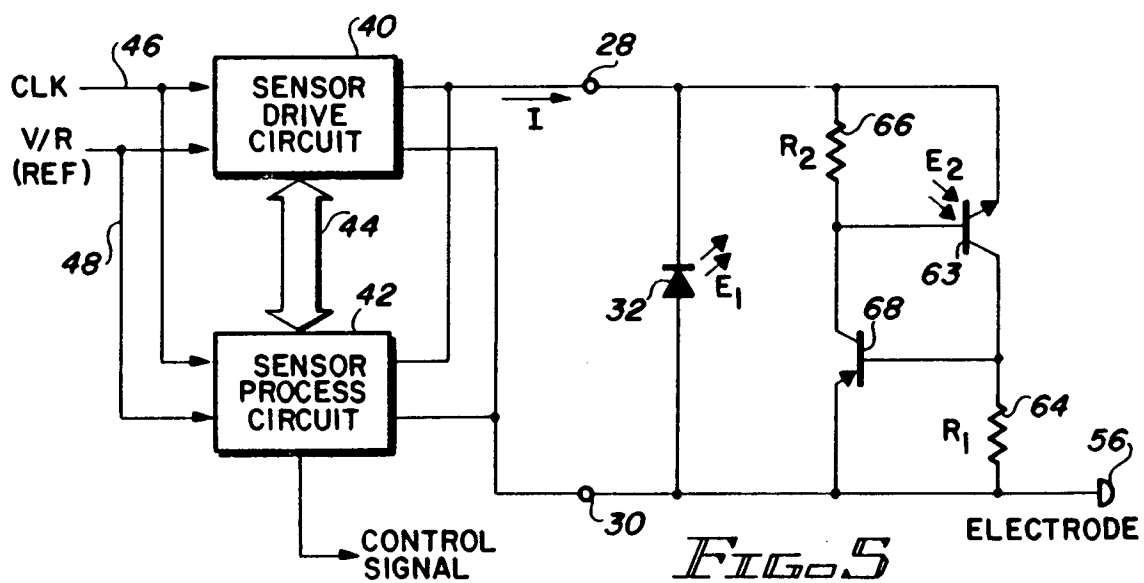 46
40
28
CLK
SENSOR
DRIVE
CIRCUIT
I
66
V/R
(REF)
R2
E2
44
63
48
42
32
E1
68
SENSOR
PROCESS
CIRCUIT
64
R1
56
30
ELECTRODE
CONTROL
SIGNAL
FIG. 5